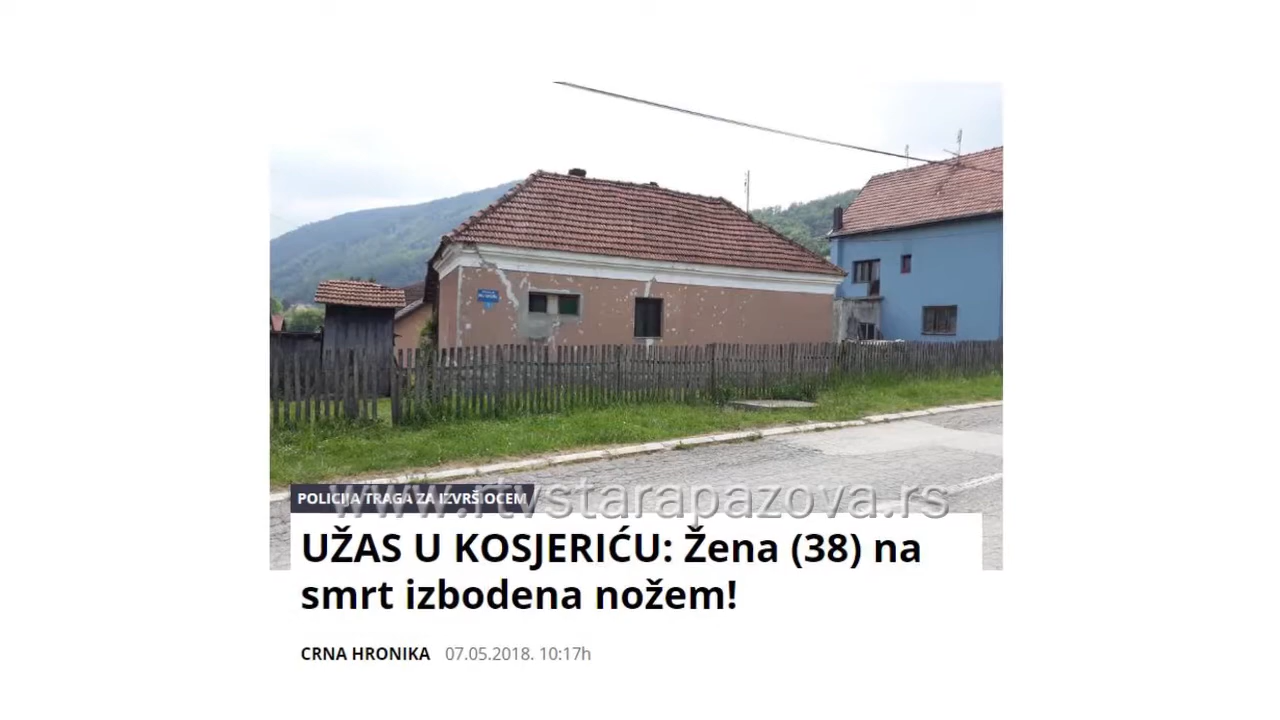 POLICIJA TRAGA ZA IZVRŠIOCEM
www.rtvstarapazova.rs
UŽAS U KOSJERIĆU: Žena (38) na
smrt izbodena nožem!
CRNA HRONIKA 07.05.2018. 10:17h